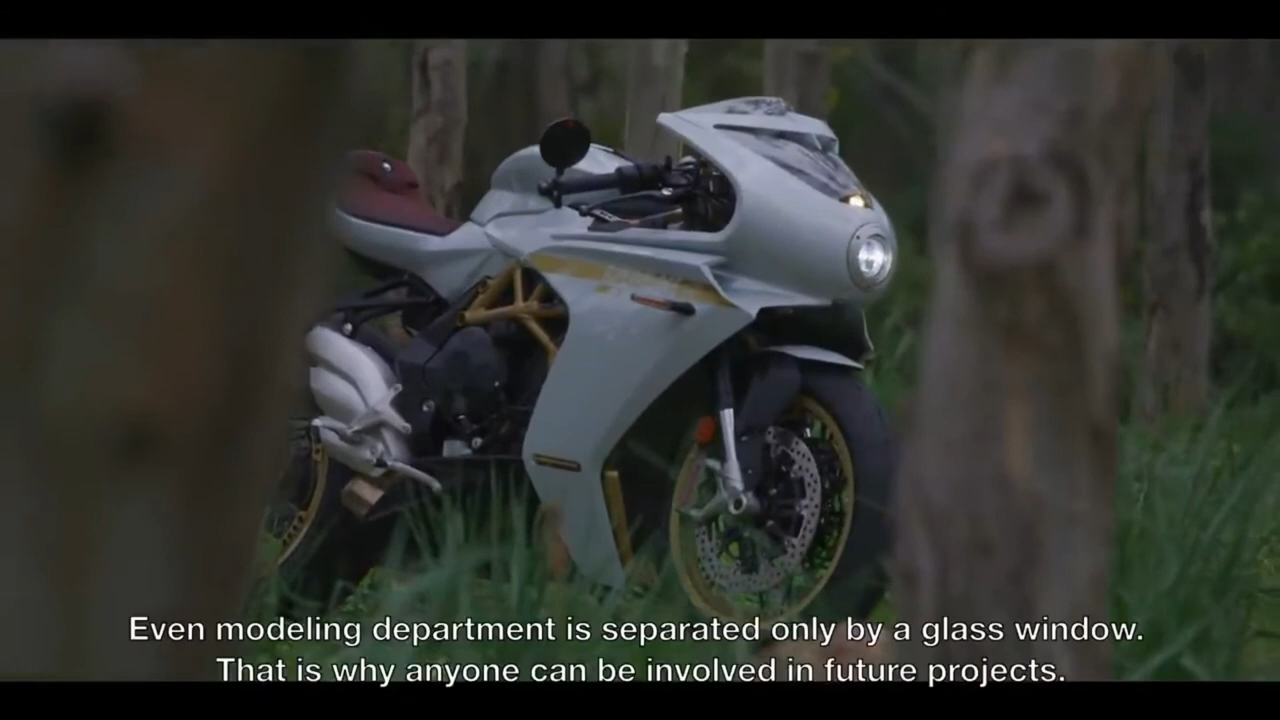 Even modeling department is separated only by a glass window.
That is why anyone can be involved in future projects.